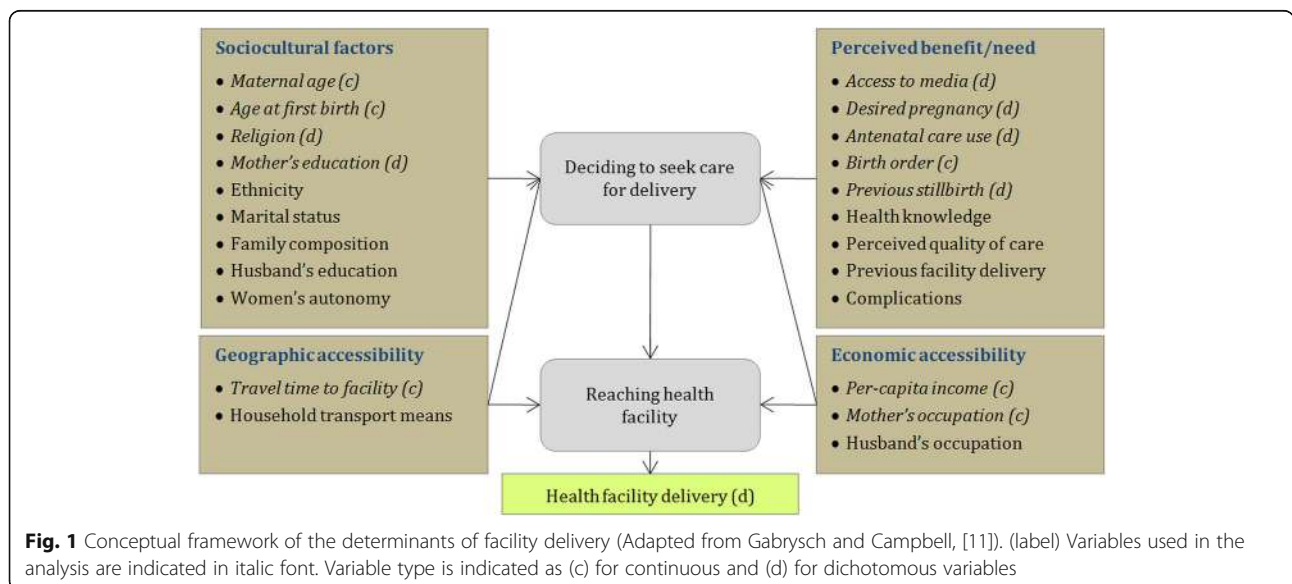 Sociocultural factors
• Maternal age (c)
• Age at first birth (c)
• Religion (d)
• Mother's education (d)
• Ethnicity
• Marital status
• Family composition
• Husband's education
• Women's autonomy
Perceived benefit/need
• Access to media (d)
• Desired pregnancy (d)
• Antenatal care use (d)
• Birth order (c)
• Previous stillbirth (d)
• Health knowledge
• Perceived quality of care
• Previous facility delivery
• Complications
Deciding to seek care
for delivery
Geographic accessibility
• Travel time to facility (c)
• Household transport means
Reaching health
facility
Economic accessibility
• Per-capita income (c)
• Mother's occupation (c)
• Husband's occupation
Health facility delivery (d)
Fig. 1 Conceptual framework of the determinants of facility delivery (Adapted from Gabrysch and Campbell, [11]). (label) Variables used in the
analysis are indicated in italic font. Variable type is indicated as (c) for continuous and (d) for dichotomous variables